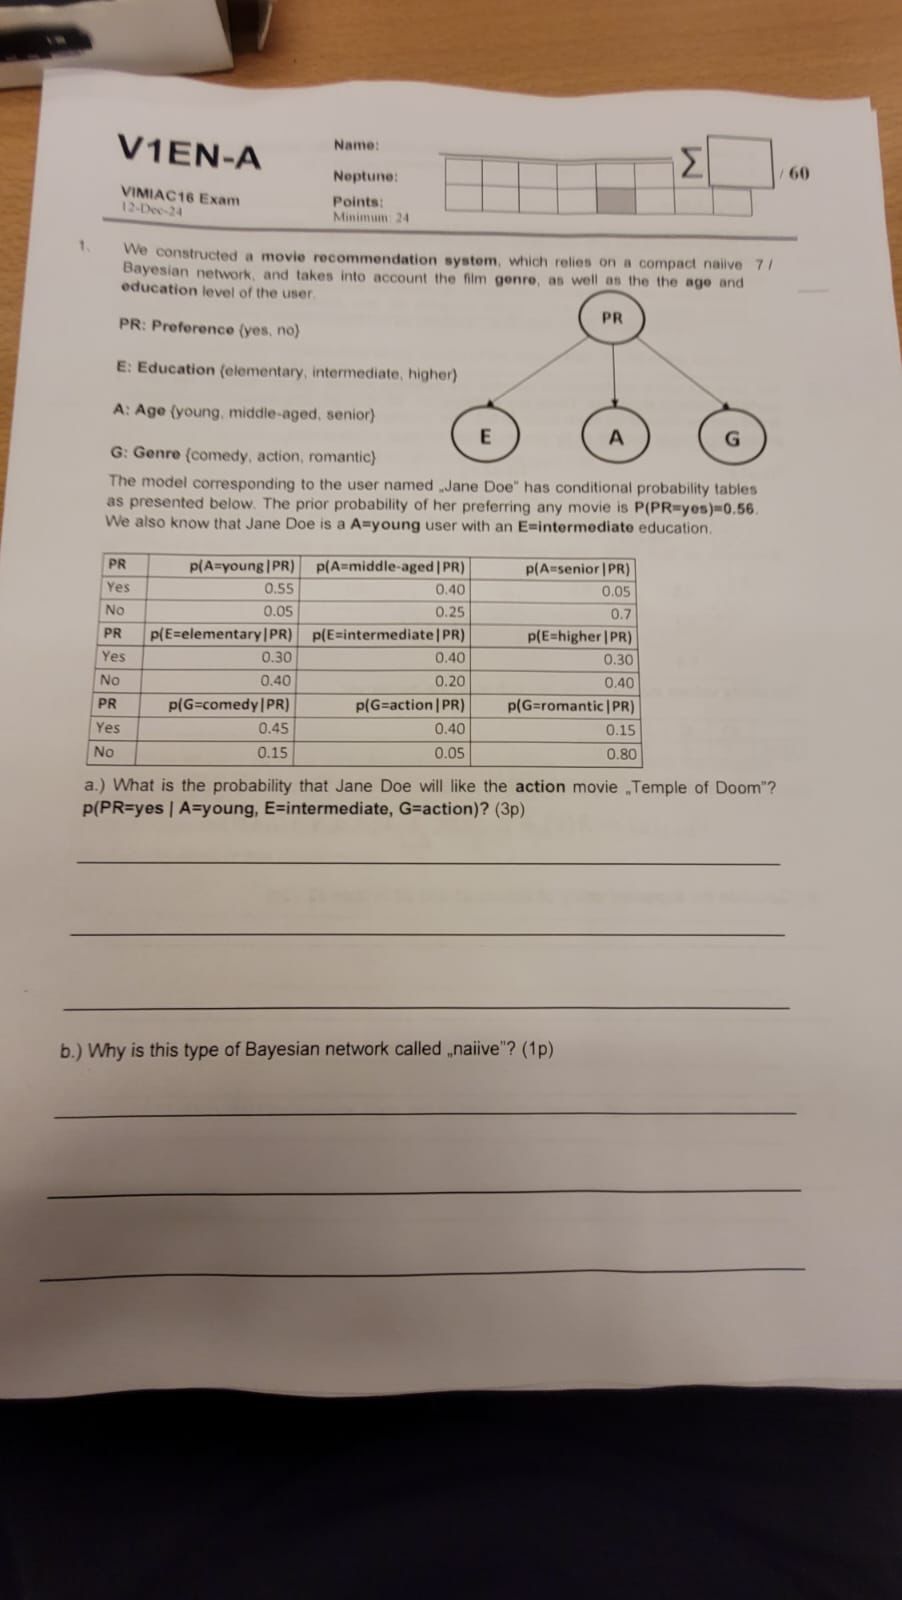 V1EN-A
VIMIAC16 Exam
12-Dec-24
Name:
Neptune:
Points:
Minimum: 24
Σ / 60
1. We constructed a movie recommendation system, which relies on a compact naiive 7 /
Bayesian network, and takes into account the film genre, as well as the the age and
education level of the user.
PR: Preference {yes, no}
E: Education {elementary, intermediate, higher}
A: Age {young, middle-aged, senior}
G: Genre {comedy, action, romantic}
PR
E A G
The model corresponding to the user named „Jane Doe" has conditional probability tables
as presented below. The prior probability of her preferring any movie is P(PR=yes)=0.56.
We also know that Jane Doe is a A=young user with an E=intermediate education.
PR p(A=young|PR) p(A=middle-aged|PR) p(A=senior|PR)
Yes 0.55 0.40 0.05
No 0.05 0.25 0.7
PR p(E=elementary|PR) p(E=intermediate|PR) p(E=higher|PR)
Yes 0.30 0.40 0.30
No 0.40 0.20 0.40
PR p(G=comedy|PR) p(G=action|PR) p(G=romantic|PR)
Yes 0.45 0.40 0.15
No 0.15 0.05 0.80
a.) What is the probability that Jane Doe will like the action movie „Temple of Doom"?
p(PR=yes | A=young, E=intermediate, G=action)? (3p)
b.) Why is this type of Bayesian network called „naiive"? (1p)